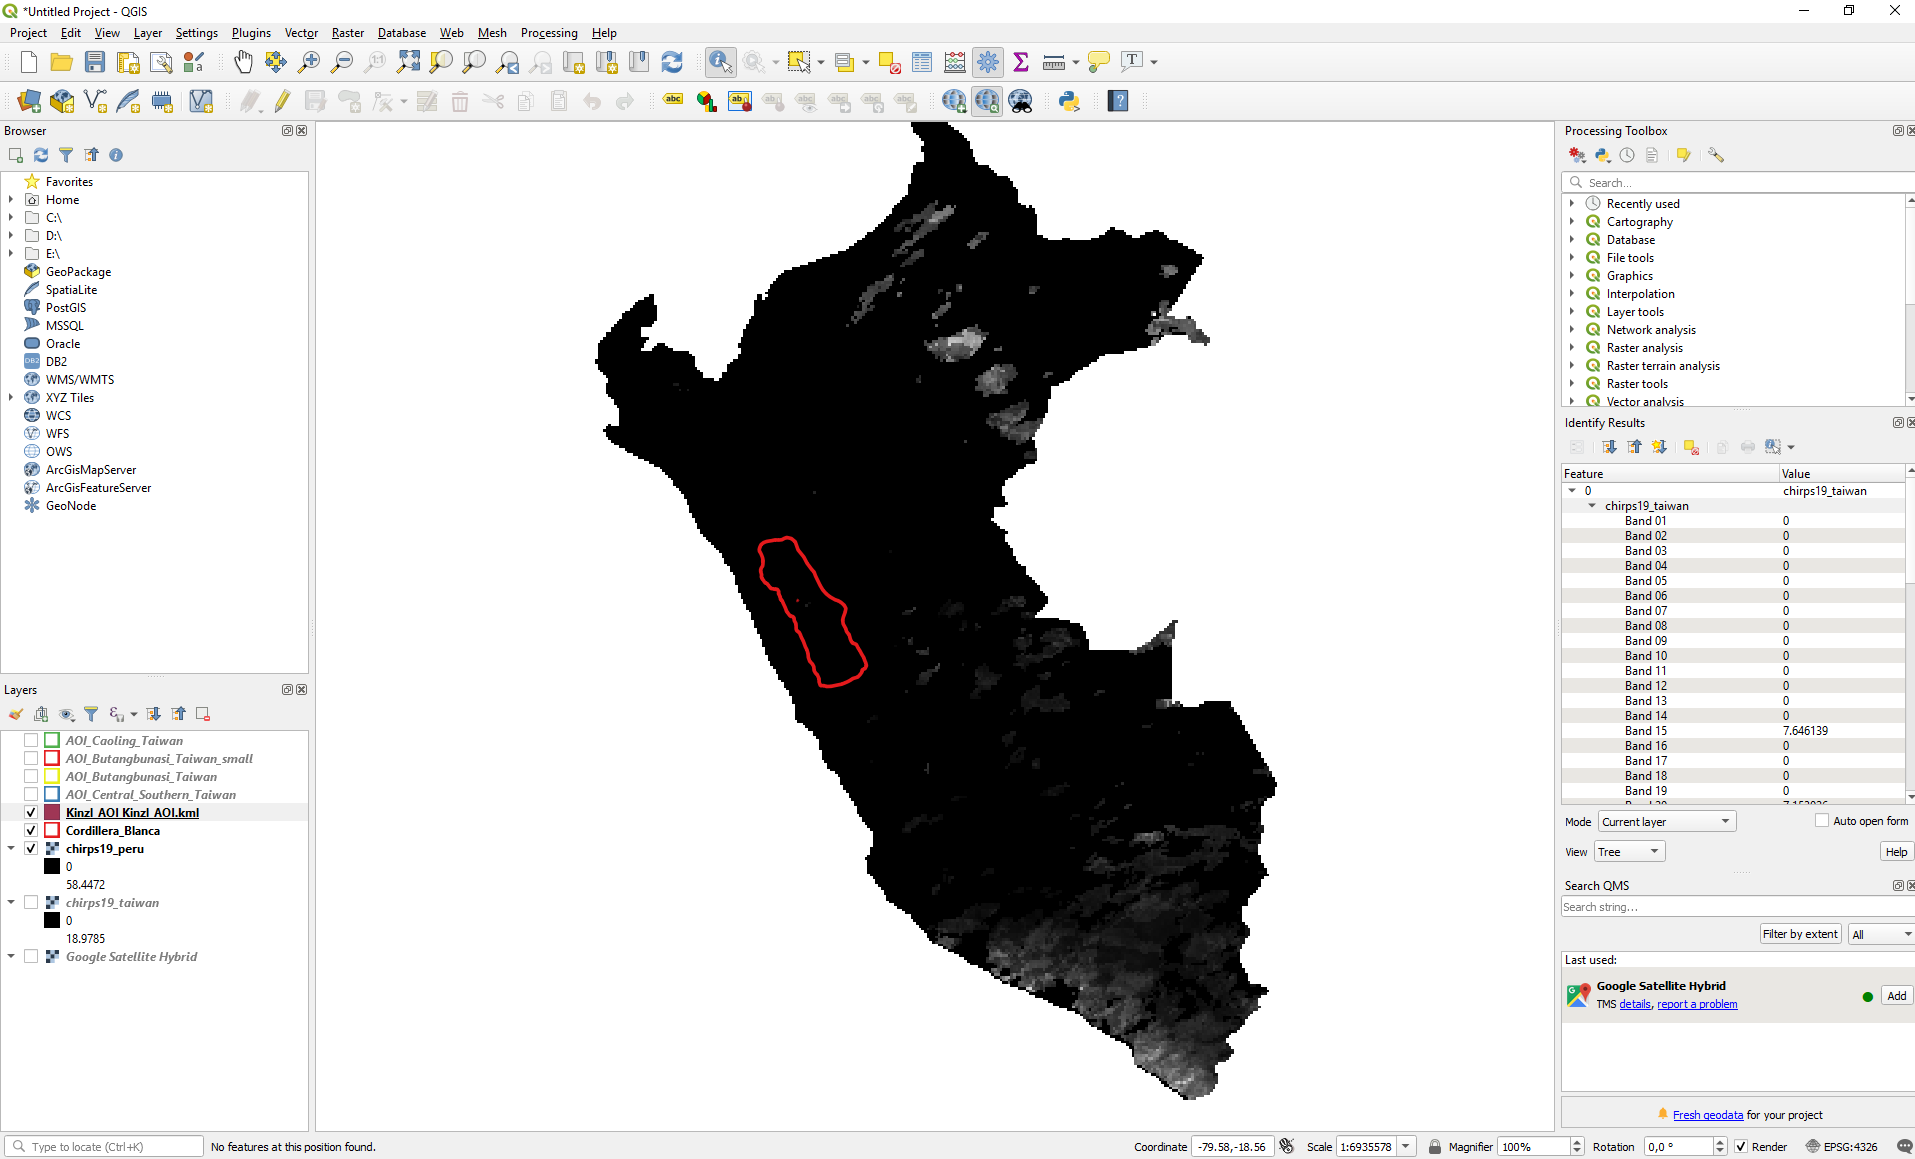 *Untitled Project - QGIS
Project Edit View Layer Settings Plugins Vector Raster Database Web Mesh Processing Help
Browser
Favorites
Home
C:\
D:\
E:\
GeoPackage
SpatiaLite
PostGIS
MSSQL
Oracle
DB2
WMS/WMTS
XYZ Tiles
WCS
WFS
OWS
ArcGisMapServer
ArcGisFeatureServer
GeoNode
Layers
AOI_Caoling_Taiwan
AOI_Butangbunasi_Taiwan_small
AOI_Butangbunasi_Taiwan
AOI_Central_Southern_Taiwan
Kinzl_AOI Kinzl_AOI.kml
Cordillera_Blanca
chirps19_peru
0
58.4472
chirps19_taiwan
0
18.9785
Google Satellite Hybrid
Processing Toolbox
Search...
Recently used
Cartography
Database
File tools
Graphics
Interpolation
Layer tools
Network analysis
Raster analysis
Raster terrain analysis
Raster tools
Vector analysis
Identify Results
Feature Value
0 chirps19_taiwan
chirps19_taiwan
Band 01 0
Band 02 0
Band 03 0
Band 04 0
Band 05 0
Band 06 0
Band 07 0
Band 08 0
Band 09 0
Band 10 0
Band 11 0
Band 12 0
Band 13 0
Band 14 0
Band 15 7.646139
Band 16 0
Band 17 0
Band 18 0
Band 19 0
Mode Current layer Auto open form
View Tree Help
Search QMS
Search string...
Filter by extent All
Last used:
Google Satellite Hybrid
TMS details, report a problem
Add
Fresh geodata for your project
Type to locate (Ctrl+K) No features at this position found. Coordinate -79.58,-18.56 Scale 1:6935578 Magnifier 100% Rotation 0,0 ° Render EPSG:4326